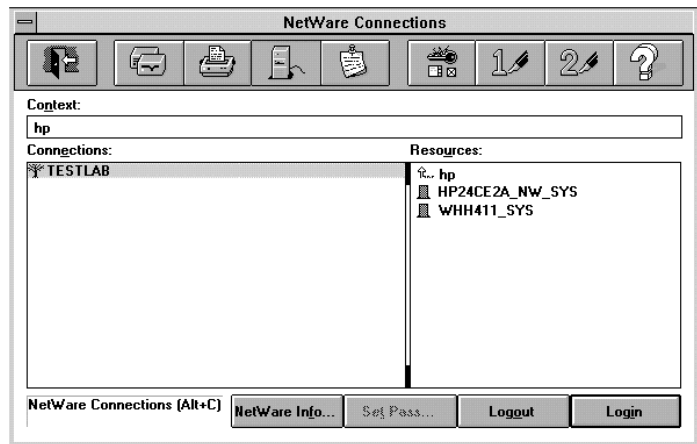 NetWare Connections
1 2 ?
Context:
hp
Connections: Resources:
TESTLAB
hp
HP24CE2A_NW_SYS
WHH411_SYS
NetWare Connections (Alt+C) NetWare Info... Set Pass... Logout Login